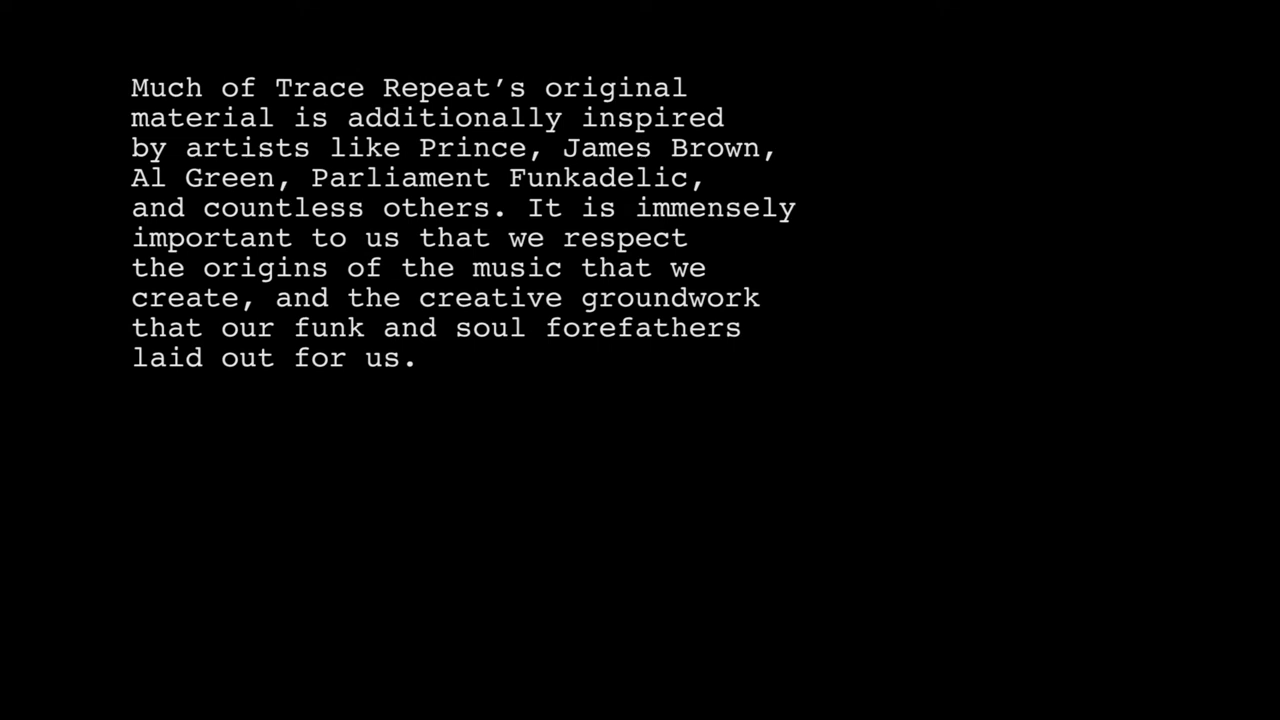 Much of Trace Repeat’s original
material is additionally inspired
by artists like Prince, James Brown,
Al Green, Parliament Funkadelic,
and countless others. It is immensely
important to us that we respect
the origins of the music that we
create, and the creative groundwork
that our funk and soul forefathers
laid out for us.